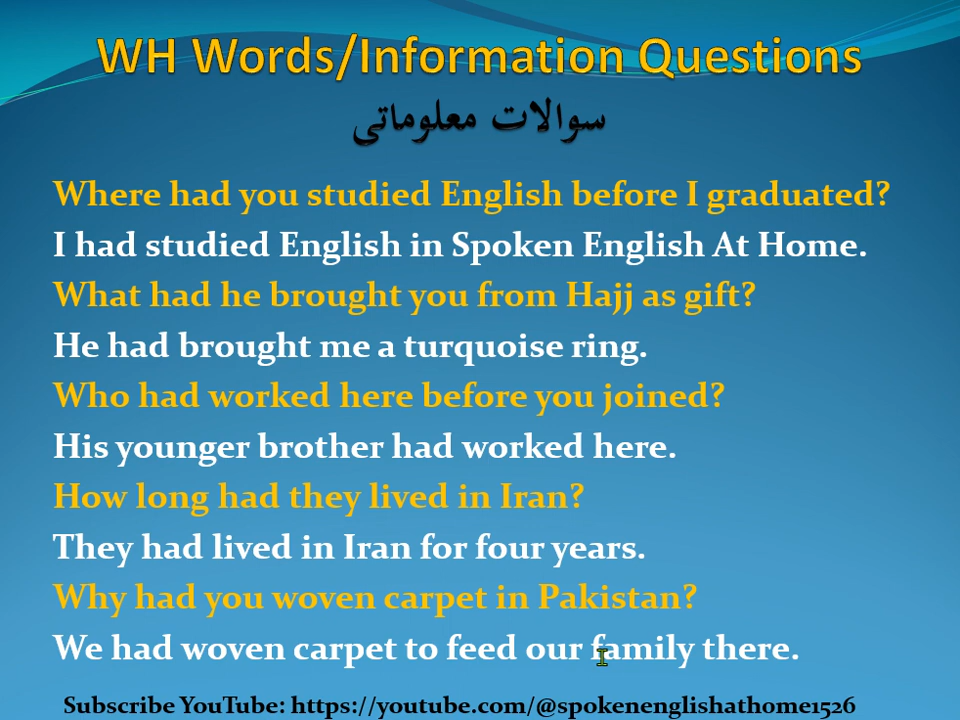 WH Words/Information Questions
سوالات معلوماتی
Where had you studied English before I graduated?
I had studied English in Spoken English At Home.
What had he brought you from Hajj as gift?
He had brought me a turquoise ring.
Who had worked here before you joined?
His younger brother had worked here.
How long had they lived in Iran?
They had lived in Iran for four years.
Why had you woven carpet in Pakistan?
We had woven carpet to feed our family there.
Subscribe YouTube: https://youtube.com/@spokenenglishathome1526